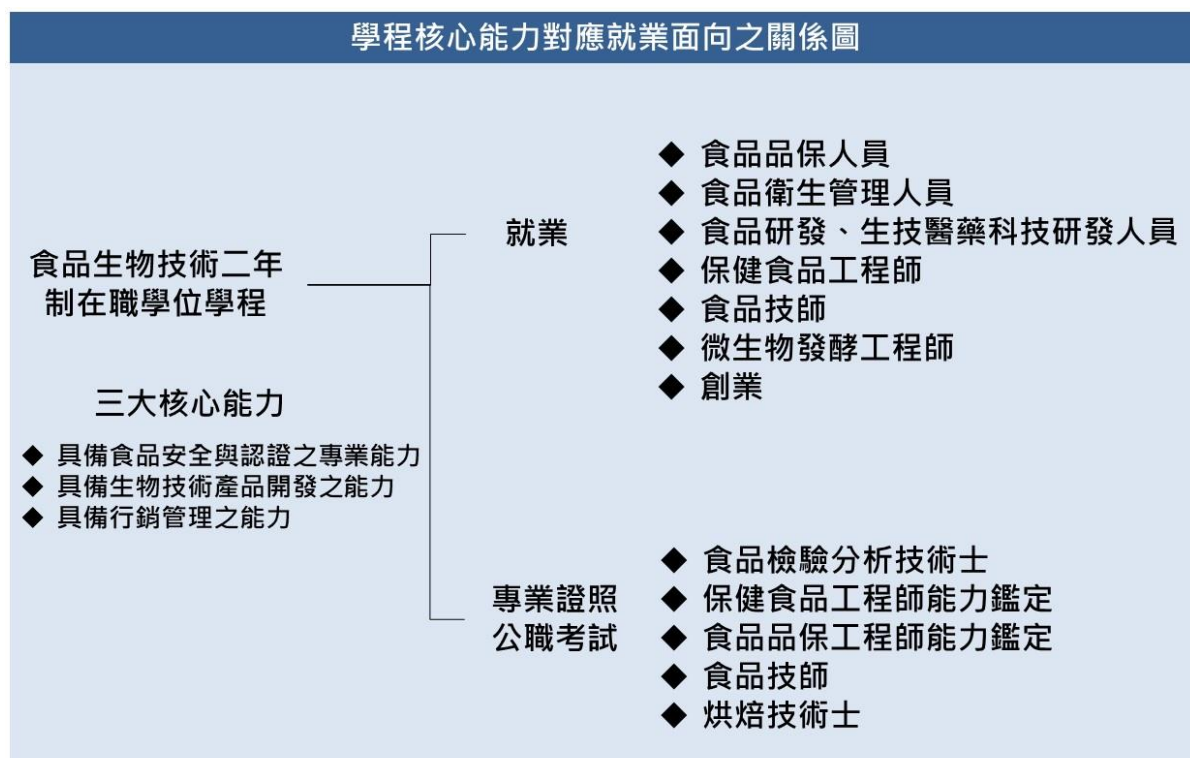 學程核心能力對應就業面向之關係圖
食品生物技術二年
制在職學位學程
三大核心能力
◆ 具備食品安全與認證之專業能力
◆ 具備生物技術產品開發之能力
◆ 具備行銷管理之能力
就業
◆ 食品品保人員
◆ 食品衛生管理人員
◆ 食品研發、生技醫藥科技研發人員
◆ 保健食品工程師
◆ 食品技師
◆ 微生物發酵工程師
◆ 創業
專業證照
公職考試
◆ 食品檢驗分析技術士
◆ 保健食品工程師能力鑑定
◆ 食品品保工程師能力鑑定
◆ 食品技師
◆ 烘焙技術士